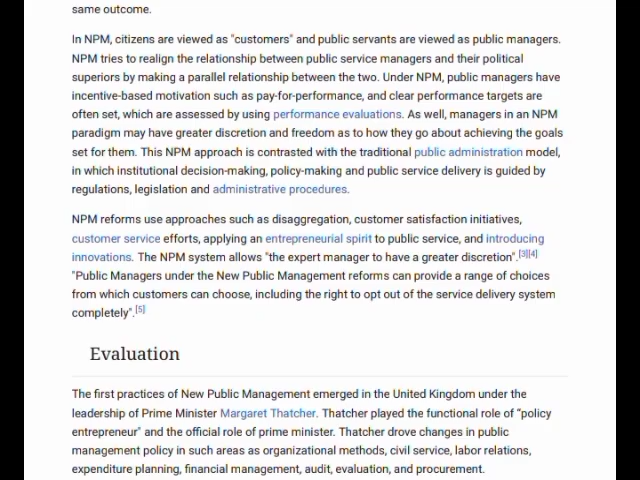 same outcome.
In NPM, citizens are viewed as "customers" and public servants are viewed as public managers.
NPM tries to realign the relationship between public service managers and their political
superiors by making a parallel relationship between the two. Under NPM, public managers have
incentive-based motivation such as pay-for-performance, and clear performance targets are
often set, which are assessed by using performance evaluations. As well, managers in an NPM
paradigm may have greater discretion and freedom as to how they go about achieving the goals
set for them. This NPM approach is contrasted with the traditional public administration model,
in which institutional decision-making, policy-making and public service delivery is guided by
regulations, legislation and administrative procedures.
NPM reforms use approaches such as disaggregation, customer satisfaction initiatives,
customer service efforts, applying an entrepreneurial spirit to public service, and introducing
innovations. The NPM system allows "the expert manager to have a greater discretion".[3][4]
"Public Managers under the New Public Management reforms can provide a range of choices
from which customers can choose, including the right to opt out of the service delivery system
completely".[5]
Evaluation
The first practices of New Public Management emerged in the United Kingdom under the
leadership of Prime Minister Margaret Thatcher. Thatcher played the functional role of "policy
entrepreneur" and the official role of prime minister. Thatcher drove changes in public
management policy in such areas as organizational methods, civil service, labor relations,
expenditure planning, financial management, audit, evaluation, and procurement.